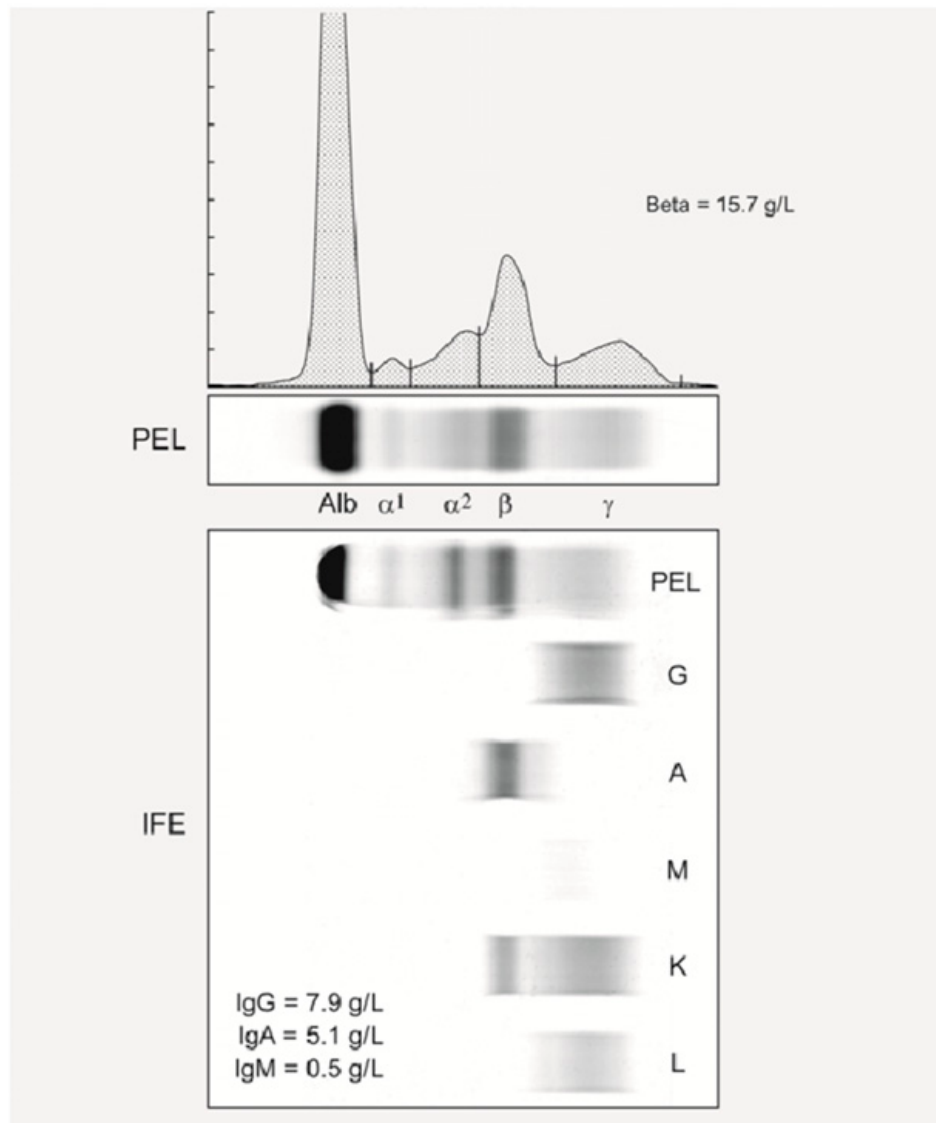 Beta = 15.7 g/L
PEL
Alb α1 α2 β γ
PEL
G
A
IFE
M
K
IgG = 7.9 g/L
IgA = 5.1 g/L
IgM = 0.5 g/L
L